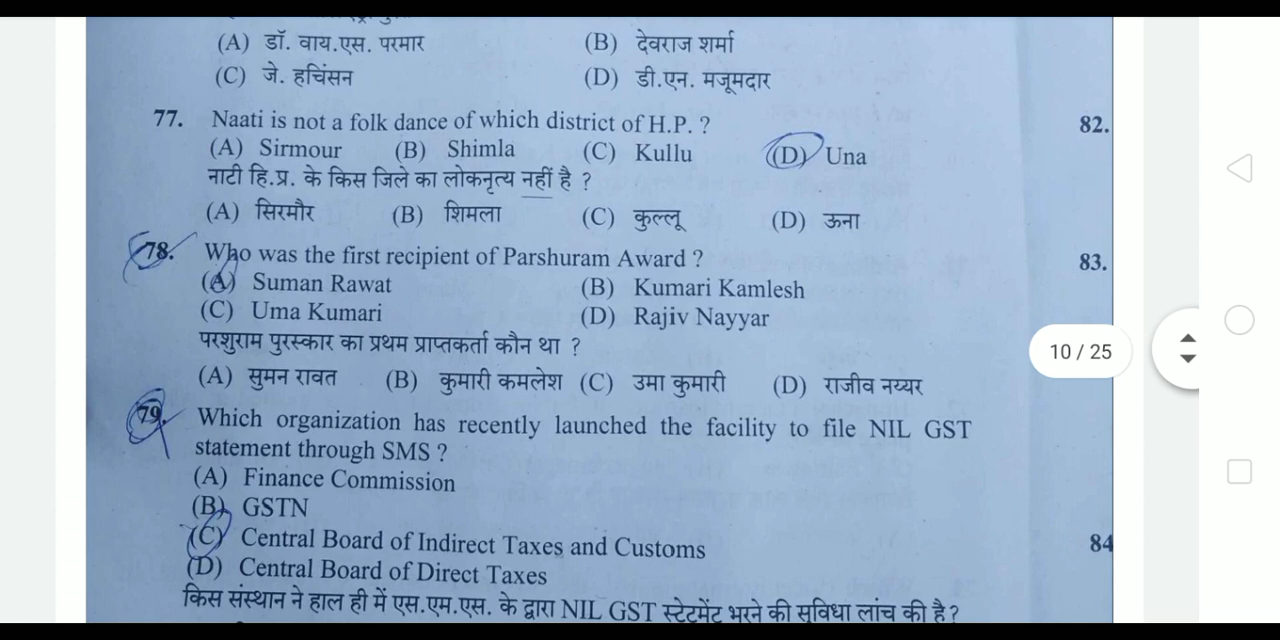 (A) डॉ. वाय.एस. परमार (B) देवराज शर्मा
(C) जे. हचिंसन (D) डी.एन. मजूमदार
77. Naati is not a folk dance of which district of H.P. ?
(A) Sirmour (B) Shimla (C) Kullu (D) Una
नाटी हि.प्र. के किस जिले का लोकनृत्य नहीं है ?
(A) सिरमौर (B) शिमला (C) कुल्लू (D) ऊना
78. Who was the first recipient of Parshuram Award ?
(A) Suman Rawat (B) Kumari Kamlesh
(C) Uma Kumari (D) Rajiv Nayyar
परशुराम पुरस्कार का प्रथम प्राप्तकर्ता कौन था ?
(A) सुमन रावत (B) कुमारी कमलेश (C) उमा कुमारी (D) राजीव नय्यर
79. Which organization has recently launched the facility to file NIL GST
statement through SMS ?
(A) Finance Commission
(B) GSTN
(C) Central Board of Indirect Taxes and Customs
(D) Central Board of Direct Taxes
किस संस्थान ने हाल ही में एस.एम.एस. के द्वारा NIL GST स्टेटमेंट भरने की सुविधा लांच की है?
82.
83.
10 / 25
84